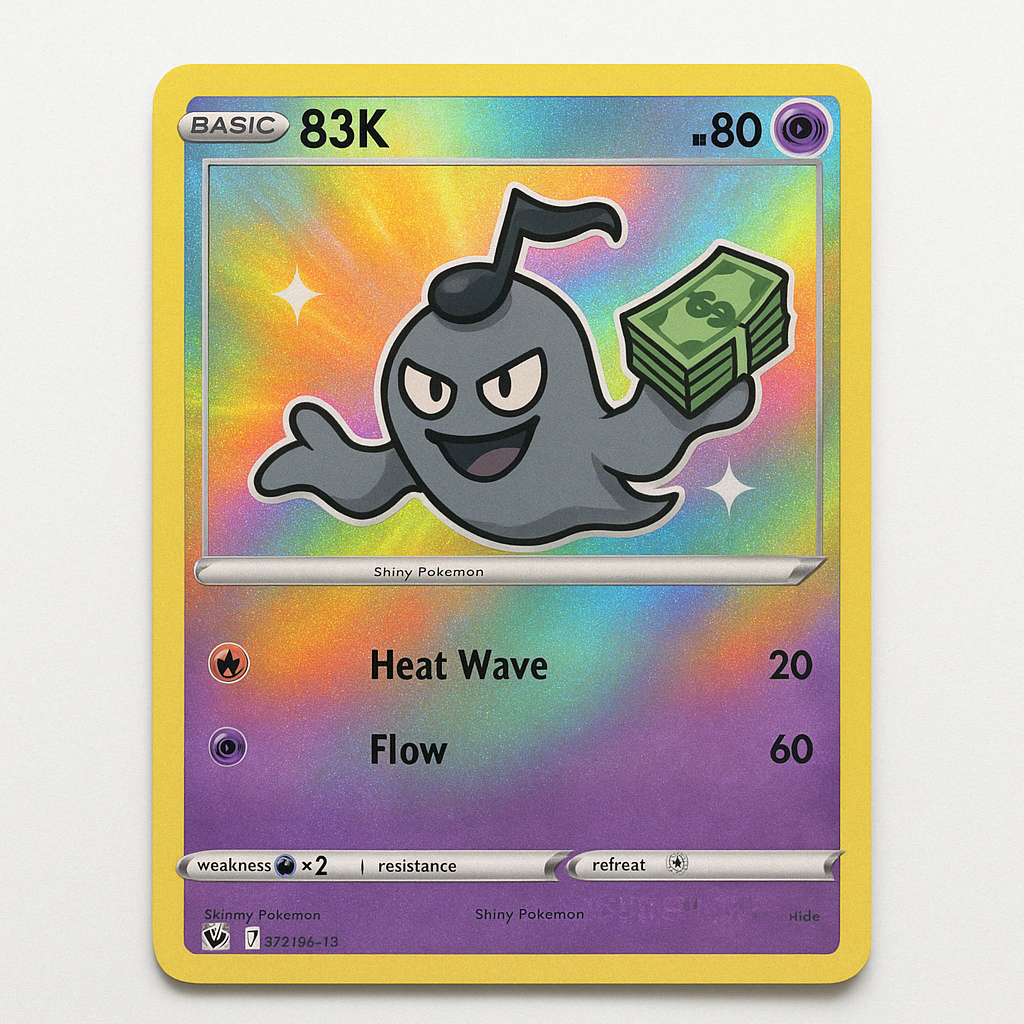 BASIC 83K 80
Shiny Pokemon
Heat Wave 20
Flow 60
weakness ×2 | resistance refreat
Skinmy Pokemon Shiny Pokemon Hide
372196-13